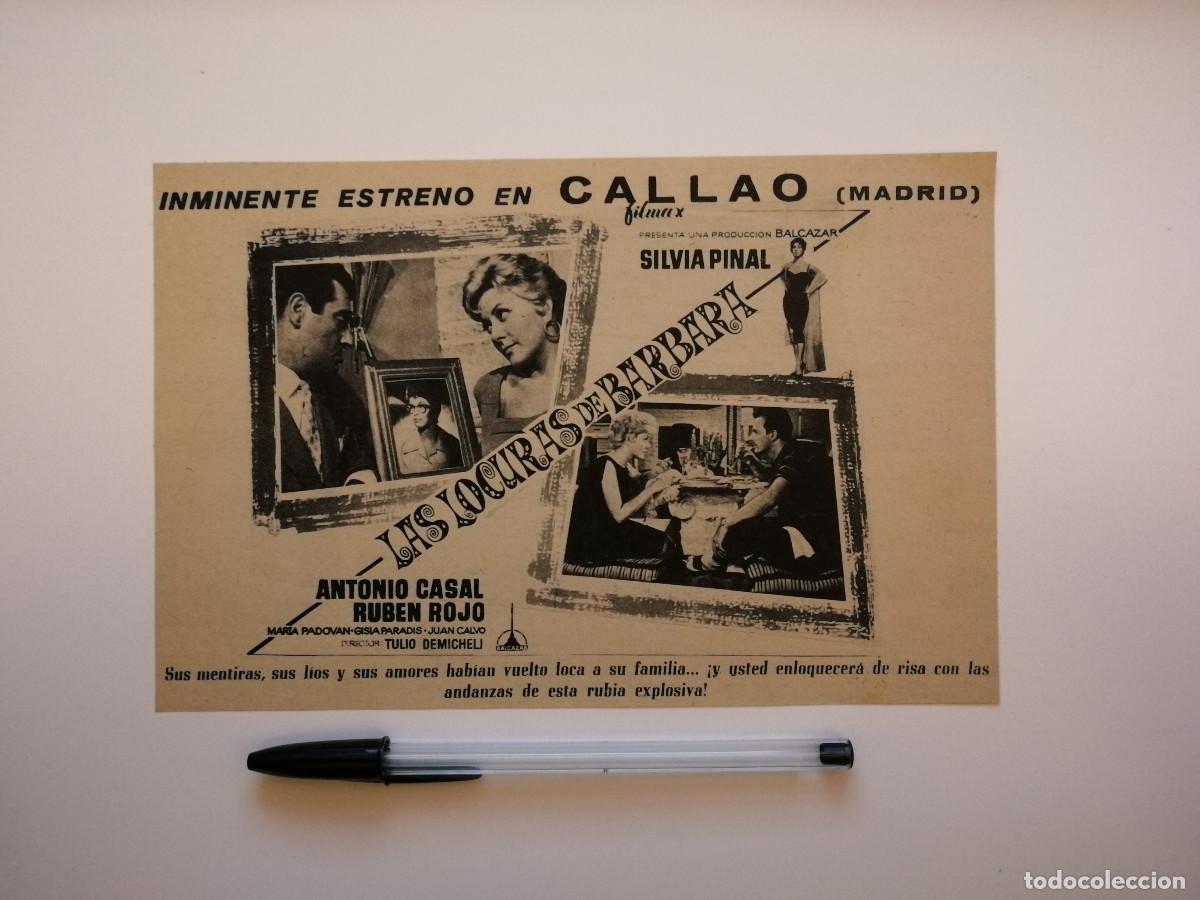 INMINENTE ESTRENO EN CALLAO (MADRID)
filmax
PRESENTA UNA PRODUCCION BALCAZAR
SILVIA PINAL
LAS LOCURAS DE BARBARA
ANTONIO CASAL
RUBEN ROJO
MARIA PADOVAN·GISIA PARADIS·JUAN CALVO
DIRECTOR TULIO DEMICHELI
BALCAZAR
Sus mentiras, sus líos y sus amores habían vuelto loca a su familia... ¡y usted enloquecerá de risa con las
andanzas de esta rubia explosiva!
todocoleccion